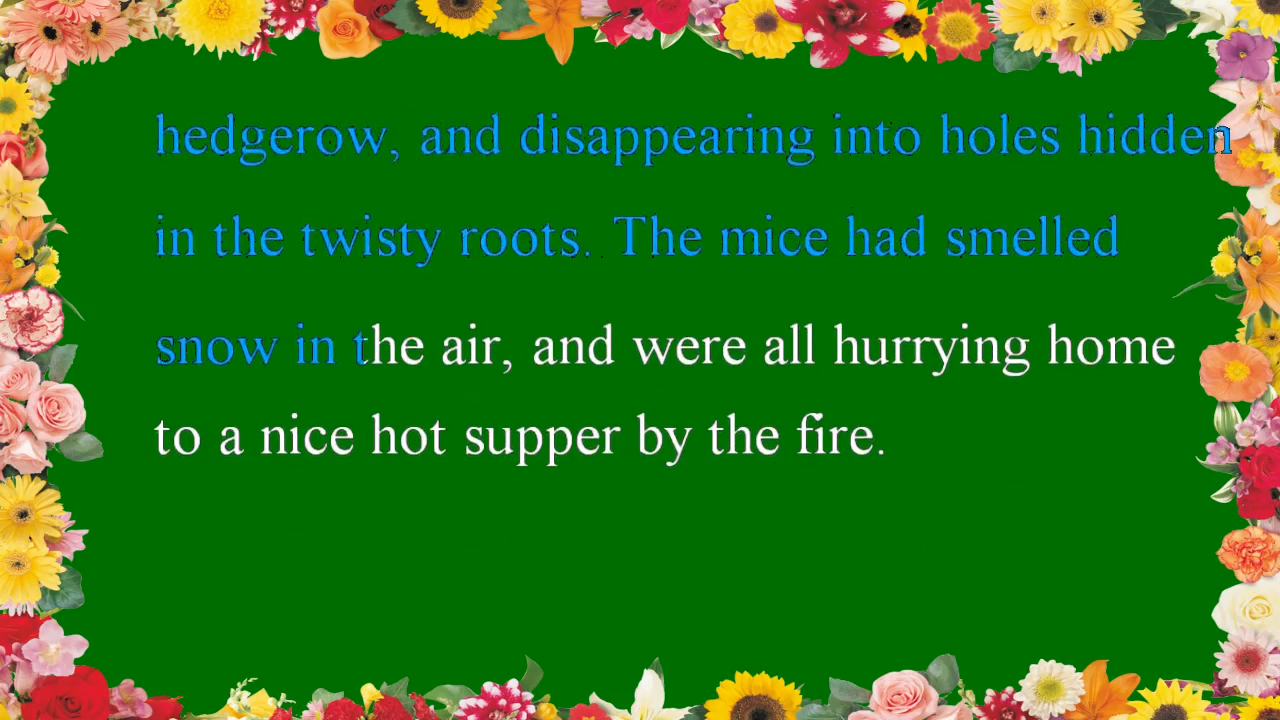 hedgerow, and disappearing into holes hidden
in the twisty roots. The mice had smelled
snow in the air, and were all hurrying home
to a nice hot supper by the fire.